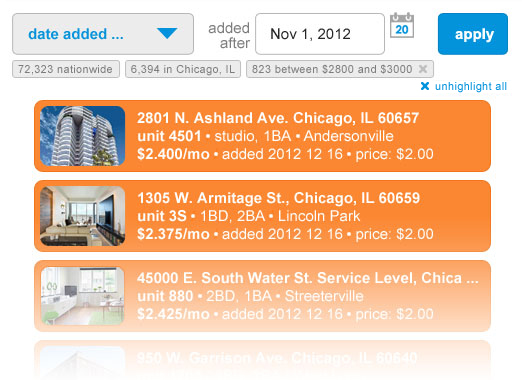 date added ...
added after
Nov 1, 2012
20
apply
72,323 nationwide
6,394 in Chicago, IL
823 between $2800 and $3000
unhighlight all
2801 N. Ashland Ave. Chicago, IL 60657
unit 4501 • studio, 1BA • Andersonville
$2.400/mo • added 2012 12 16 • price: $2.00
1305 W. Armitage St., Chicago, IL 60659
unit 3S • 1BD, 2BA • Lincoln Park
$2.375/mo • added 2012 12 16 • price: $2.00
45000 E. South Water St. Service Level, Chica ...
unit 880 • 2BD, 1BA • Streeterville
$2.425/mo • added 2012 12 16 • price: $2.00
950 W. Garrison Ave. Chicago, IL 60640